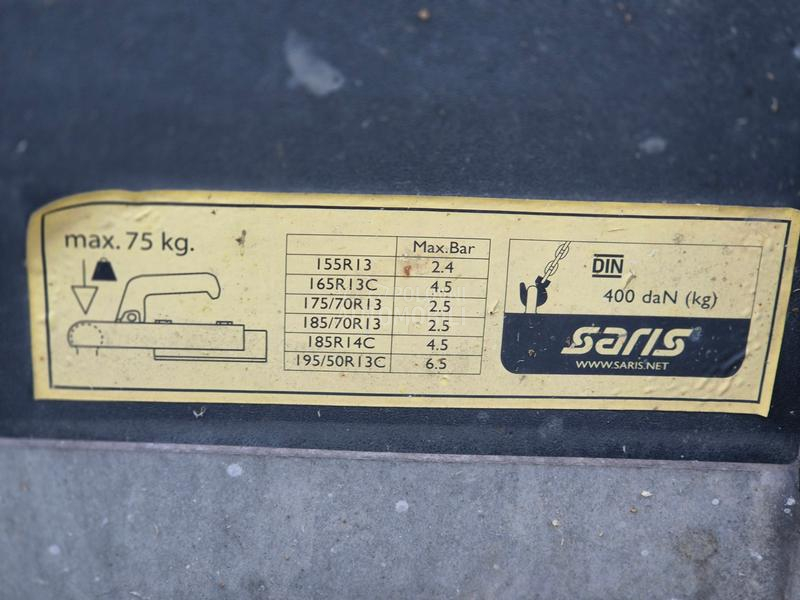 max. 75 kg.
Max.Bar
155R13 2.4
165R13C 4.5
175/70R13 2.5
185/70R13 2.5
185R14C 4.5
195/50R13C 6.5
DIN
400 daN (kg)
saris
WWW.SARIS.NET